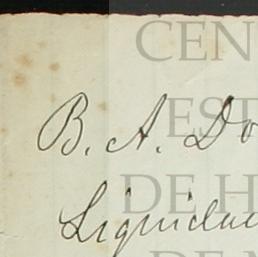 CEN
B. A. Do
EST
DE H
Liquidac
DE M